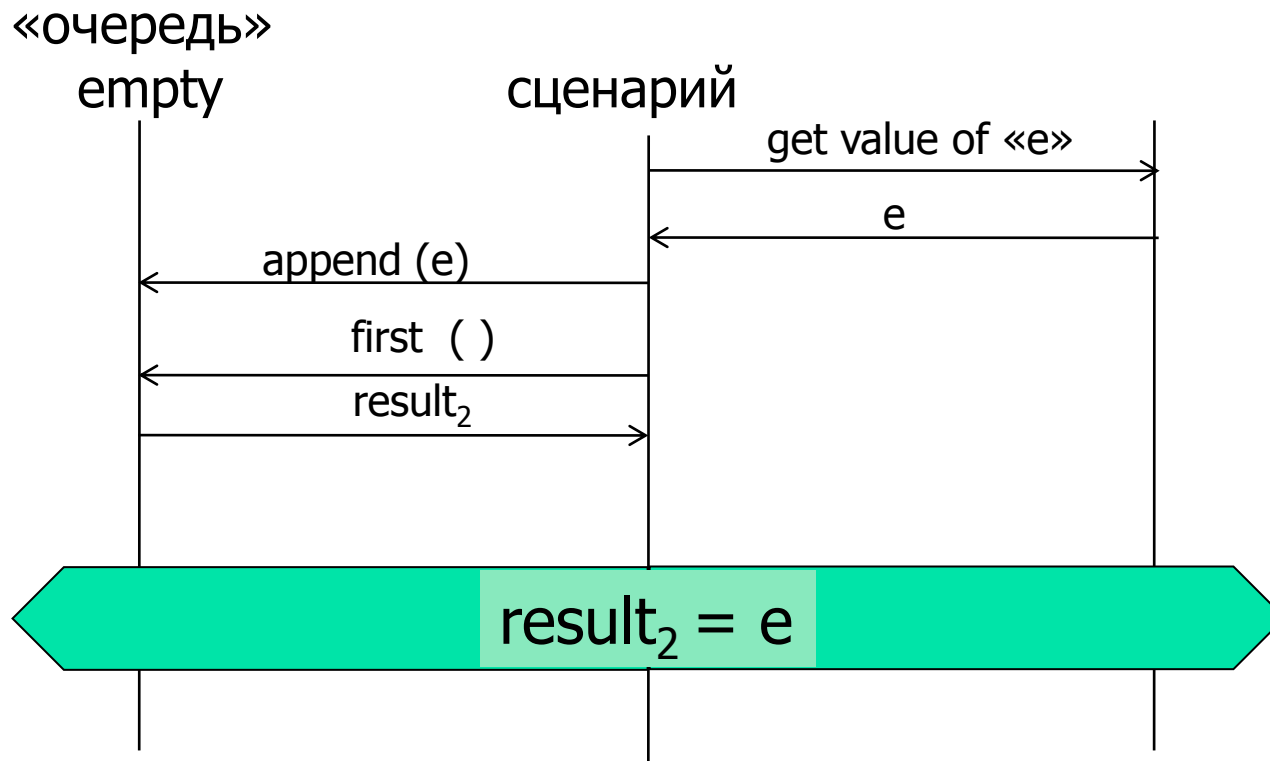 «очередь»
empty
сценарий
get value of «e»
e
append (e)
first ( )
result₂
result₂ = e